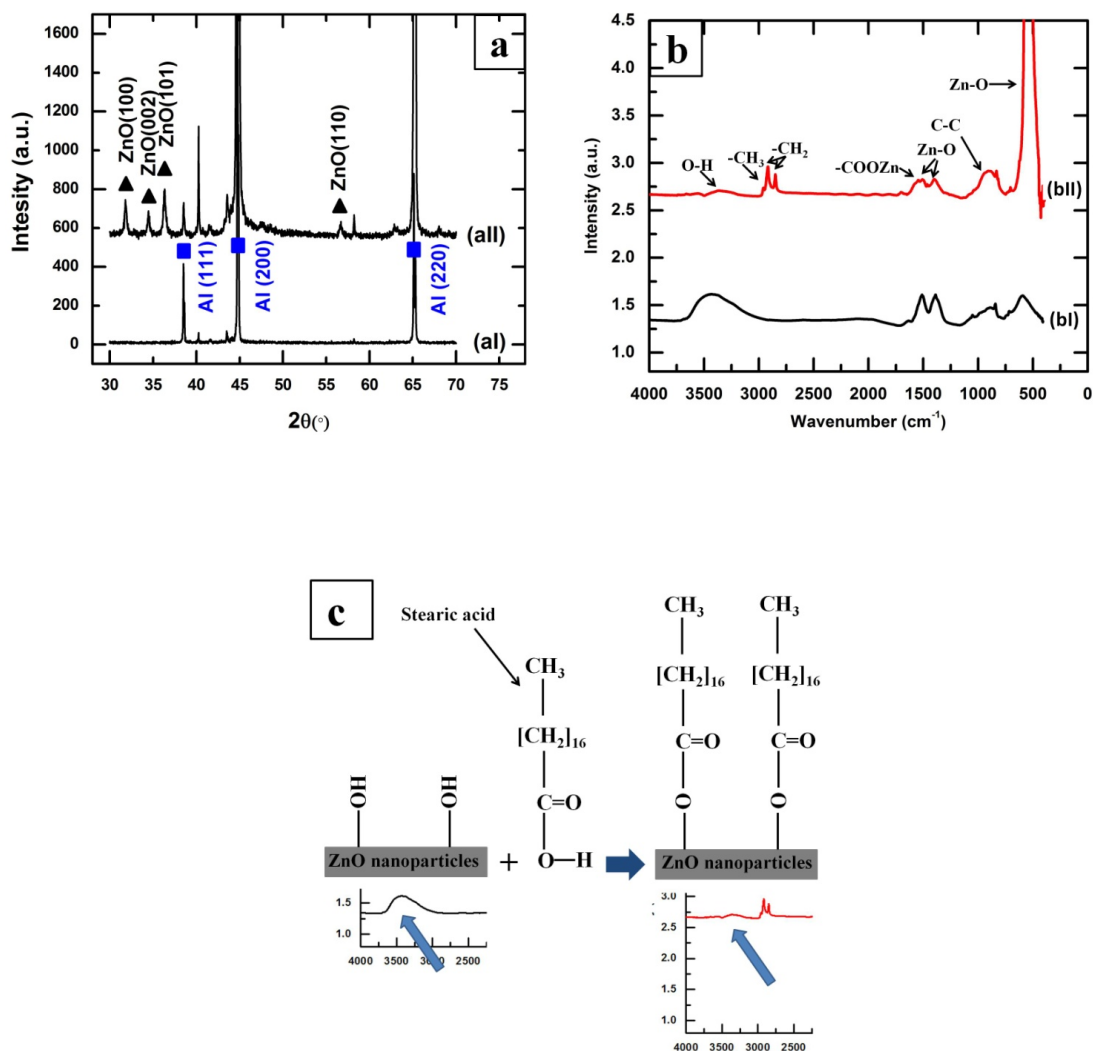 a
Intesity (a.u.)
1600
1400
1200
1000
800
600
400
200
0
ZnO(100)
ZnO(002)
ZnO(101)
ZnO(110)
(aII)
Al (111)
Al (200)
Al (220)
(aI)
30 35 40 45 50 55 60 65 70 75
2θ(°)
b
Intensity (a.u.)
4.5
4.0
3.5
3.0
2.5
2.0
1.5
1.0
Zn-O
C-C
O-H
-CH3
-CH2
Zn-O
-COOZn
(bII)
(bI)
4000 3500 3000 2500 2000 1500 1000 500 0
Wavenumber (cm-1)
c
Stearic acid
CH3
[CH2]16
C=O
O—H
OH
OH
ZnO nanoparticles
+
CH3
CH3
[CH2]16
[CH2]16
C=O
C=O
O
O
ZnO nanoparticles
1.5
1.0
4000 3500 3000 2500
3.0
2.5
2.0
1.5
1.0
4000 3500 3000 2500